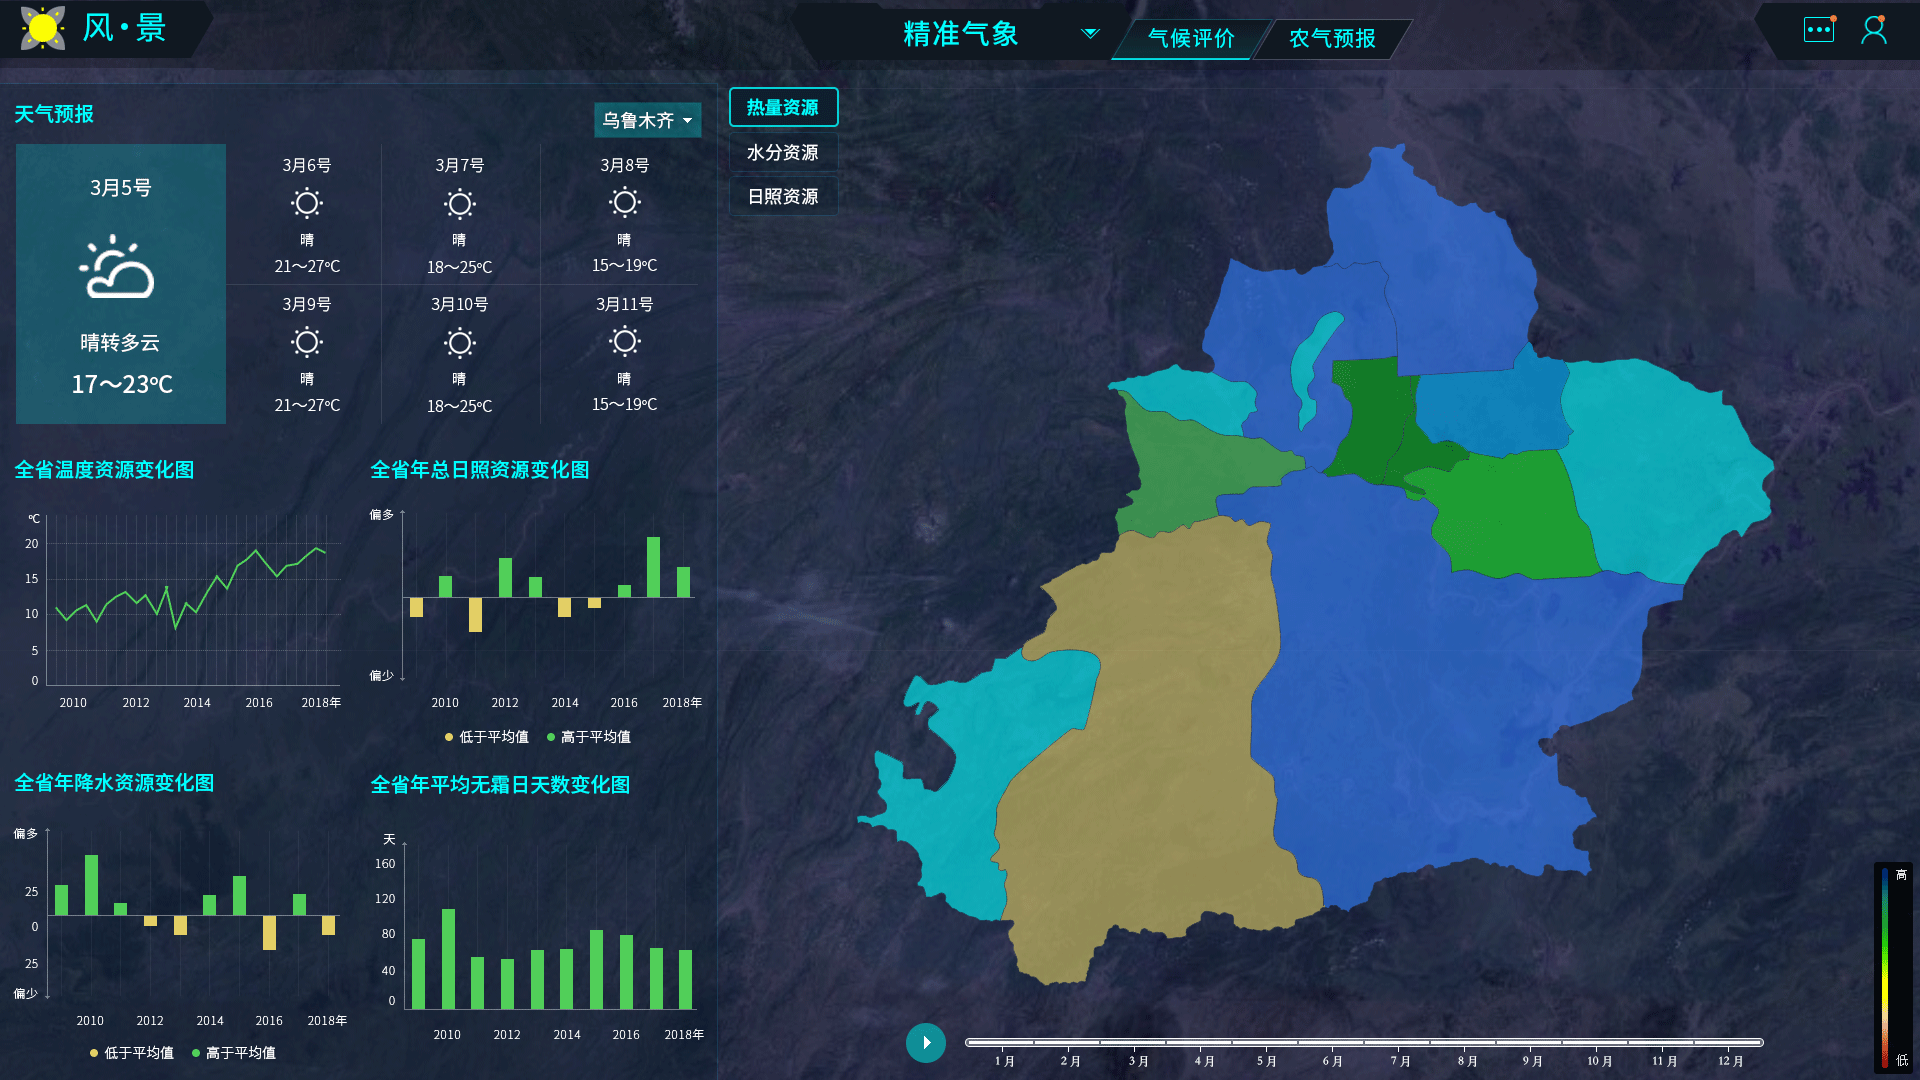 风·景
精准气象
气候评价
农气预报
天气预报
乌鲁木齐
3月5号
晴转多云
17～23℃
3月6号
晴
21～27℃
3月7号
晴
18～25℃
3月8号
晴
15～19℃
3月9号
晴
21～27℃
3月10号
晴
18～25℃
3月11号
晴
15～19℃
热量资源
水分资源
日照资源
全省温度资源变化图
℃
20
15
10
5
0
2010 2012 2014 2016 2018年
全省年总日照资源变化图
偏多
偏少
2010 2012 2014 2016 2018年
低于平均值 高于平均值
全省年降水资源变化图
偏多
25
0
25
偏少
2010 2012 2014 2016 2018年
低于平均值 高于平均值
全省年平均无霜日天数变化图
天
160
120
80
40
0
2010 2012 2014 2016 2018年
1月 2月 3月 4月 5月 6月 7月 8月 9月 10月 11月 12月
高
低